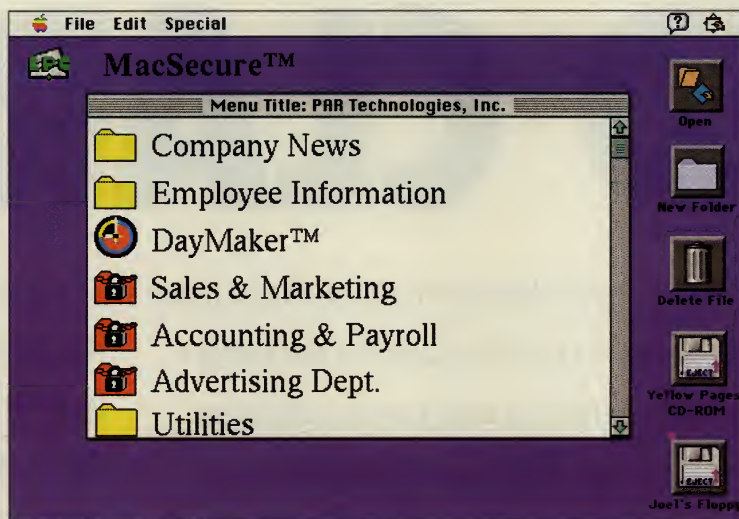 File Edit Special
MacSecure™
Menu Title: PAR Technologies, Inc.
Company News
Employee Information
DayMaker™
Sales & Marketing
Accounting & Payroll
Advertising Dept.
Utilities
Open
New Folder
Delete File
EJECT
Yellow Pages
CD-ROM
EJECT
Joel's Floppy